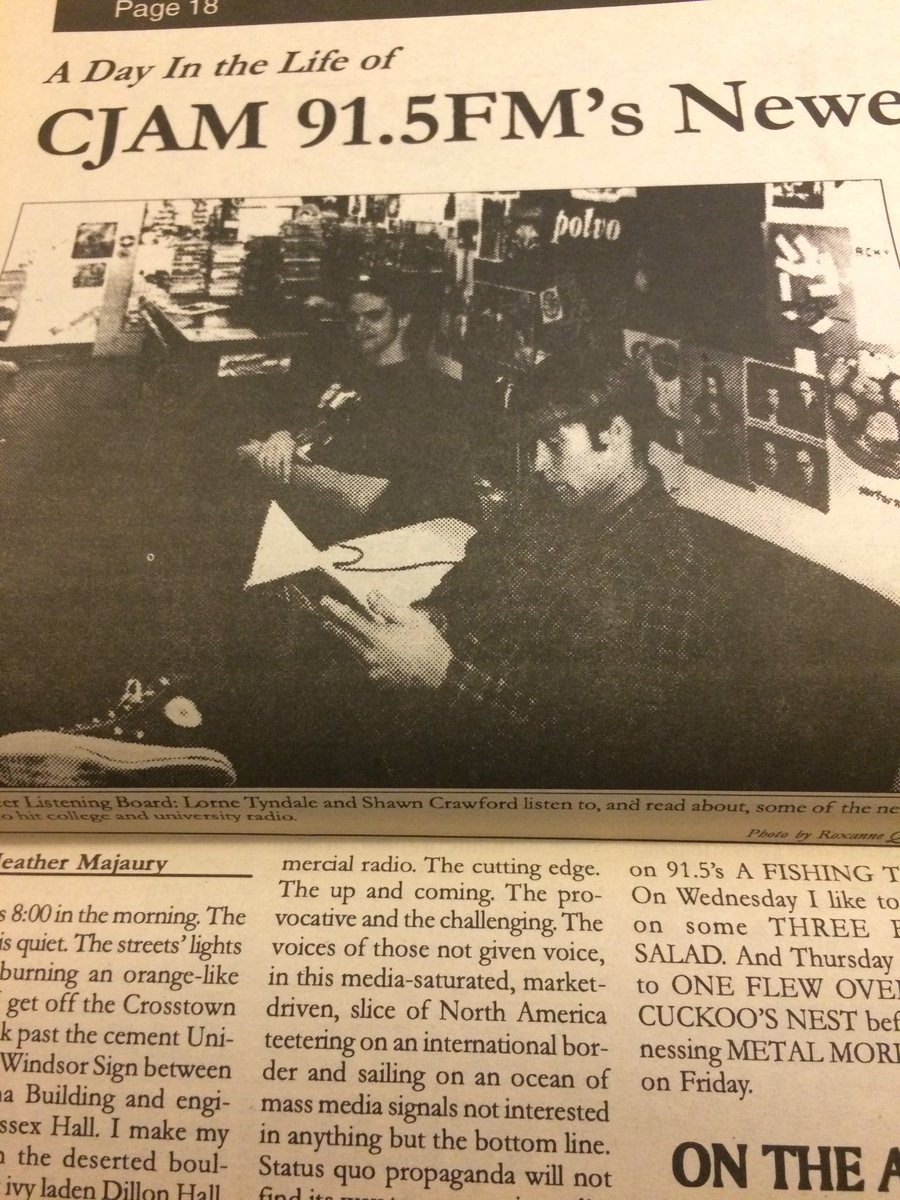 Page 18
A Day In the Life of
CJAM 91.5FM's Newe
polvo
er Listening Board: Lorne Tyndale and Shawn Crawford listen to, and read about, some of the ne
o hit college and university radio.
Photo by Roxanne
eather Majaury
s 8:00 in the morning. The
is quiet. The streets' lights
burning an orange-like
get off the Crosstown
k past the cement Uni-
Windsor Sign between
a Building and engi-
ssex Hall. I make my
the deserted boul-
ivy laden Dillon Hall
mercial radio. The cutting edge.
The up and coming. The pro-
vocative and the challenging. The
voices of those not given voice,
in this media-saturated, market-
driven, slice of North America
teetering on an international bor-
der and sailing on an ocean of
mass media signals not interested
in anything but the bottom line.
Status quo propaganda will not
find its way
on 91.5's A FISHING T
On Wednesday I like to
on some THREE
SALAD. And Thursday
to ONE FLEW OVE
CUCKOO'S NEST bef
nessing METAL MOR
on Friday.
ON THE A